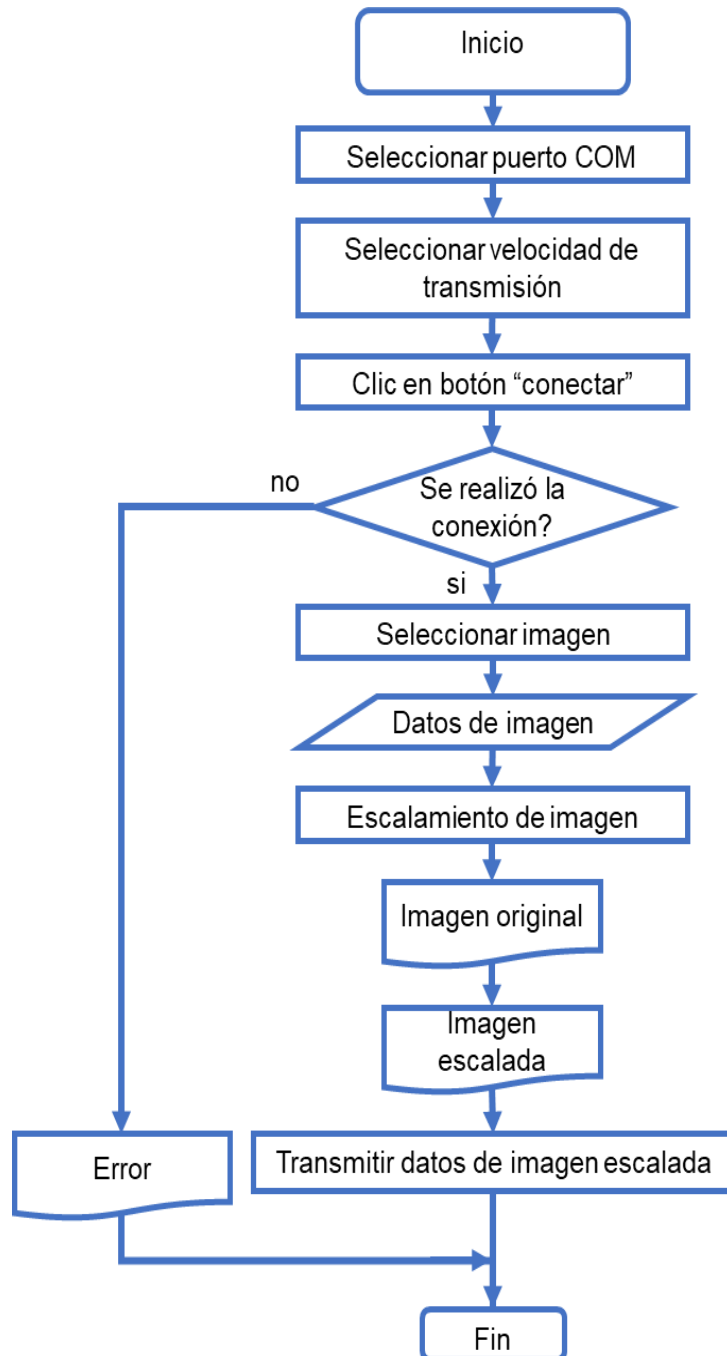 Inicio
Seleccionar puerto COM
Seleccionar velocidad de
transmisión
Clic en botón “conectar”
no
Se realizó la
conexión?
si
Seleccionar imagen
Datos de imagen
Escalamiento de imagen
Imagen original
Imagen
escalada
Error
Transmitir datos de imagen escalada
Fin